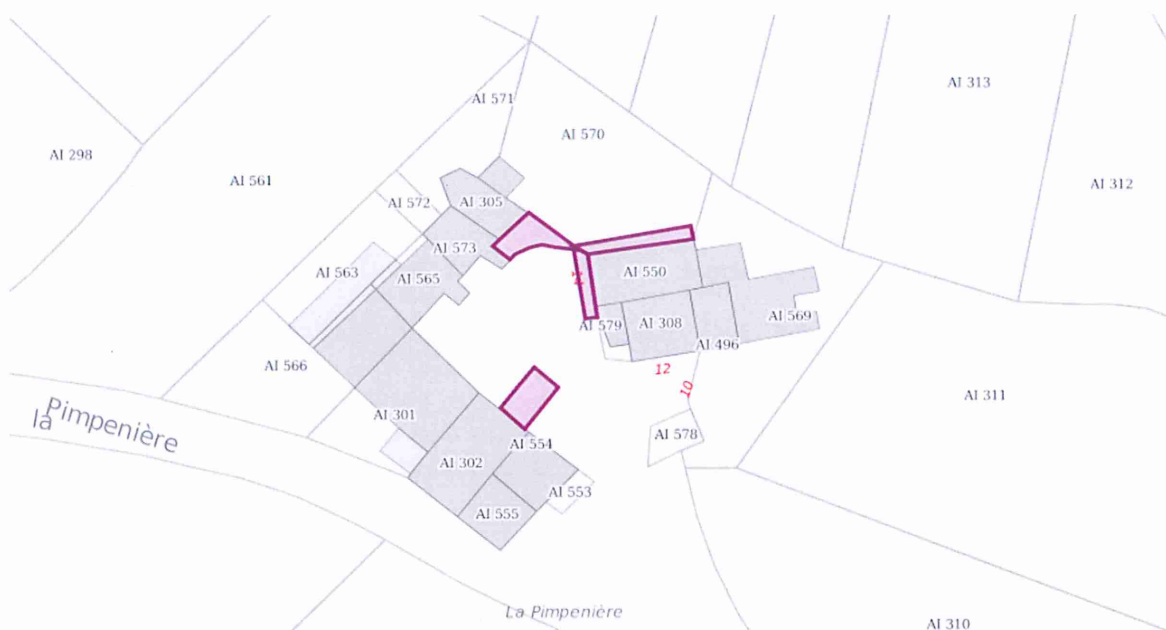 AI 313
AI 571
AI 570
AI 298
AI 561
AI 312
AI 572
AI 305
AI 573
AI 563
AI 565
AI 550
AI 579
AI 308
AI 569
AI 496
AI 566
12
10
AI 311
Pimpenière
la
AI 301
AI 578
AI 554
AI 302
AI 553
AI 555
La Pimpenière
AI 310